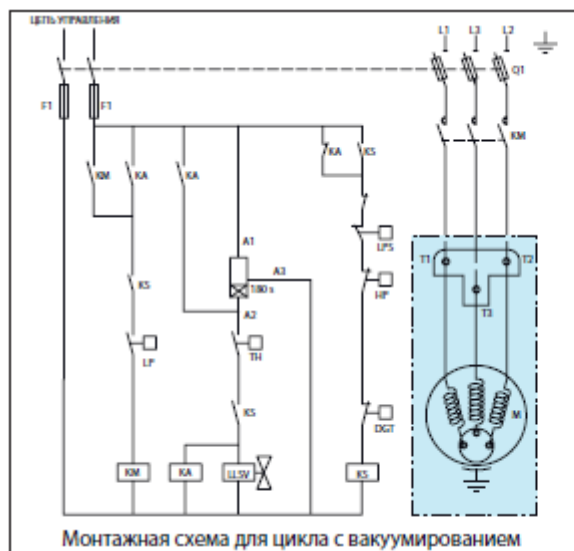 ЦЕПЬ УПРАВЛЕНИЯ
L1 L3 L2
Q1
F1 F1
KM
KA KS
KM KA KA
LPS
A1
T1 T2
A3
HP
180 s
KS
T3
A2
LP TH
KS
M
DGT
KM KA LLSV KS
Монтажная схема для цикла с вакуумированием